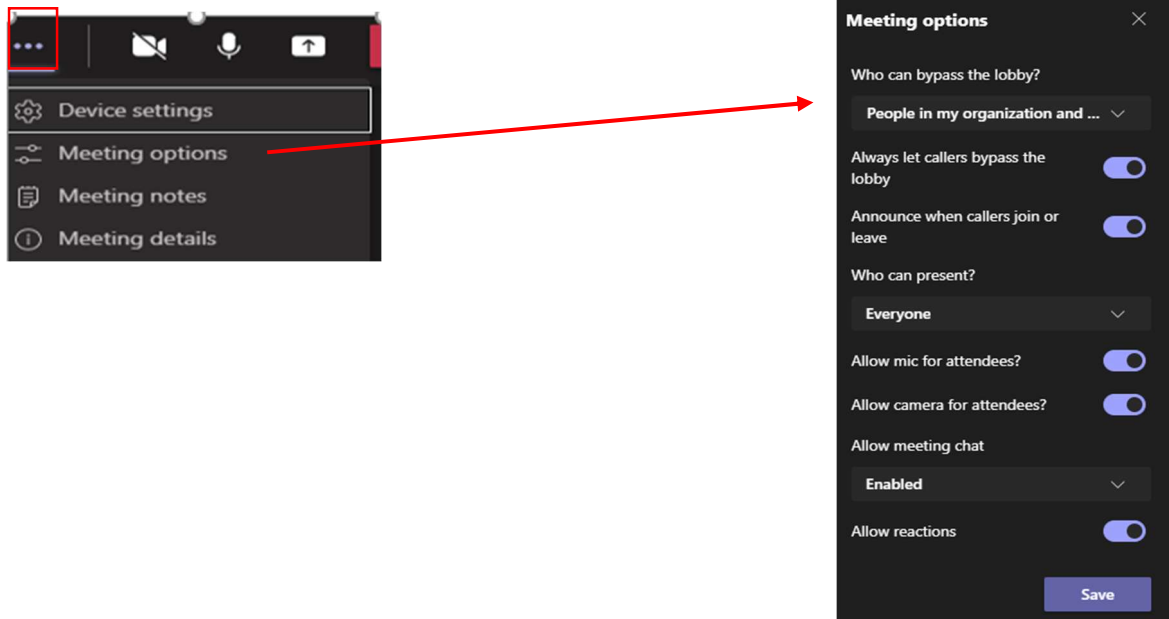 Device settings
Meeting options
Meeting notes
Meeting details
Meeting options
Who can bypass the lobby?
People in my organization and ...
Always let callers bypass the
lobby
Announce when callers join or
leave
Who can present?
Everyone
Allow mic for attendees?
Allow camera for attendees?
Allow meeting chat
Enabled
Allow reactions
Save